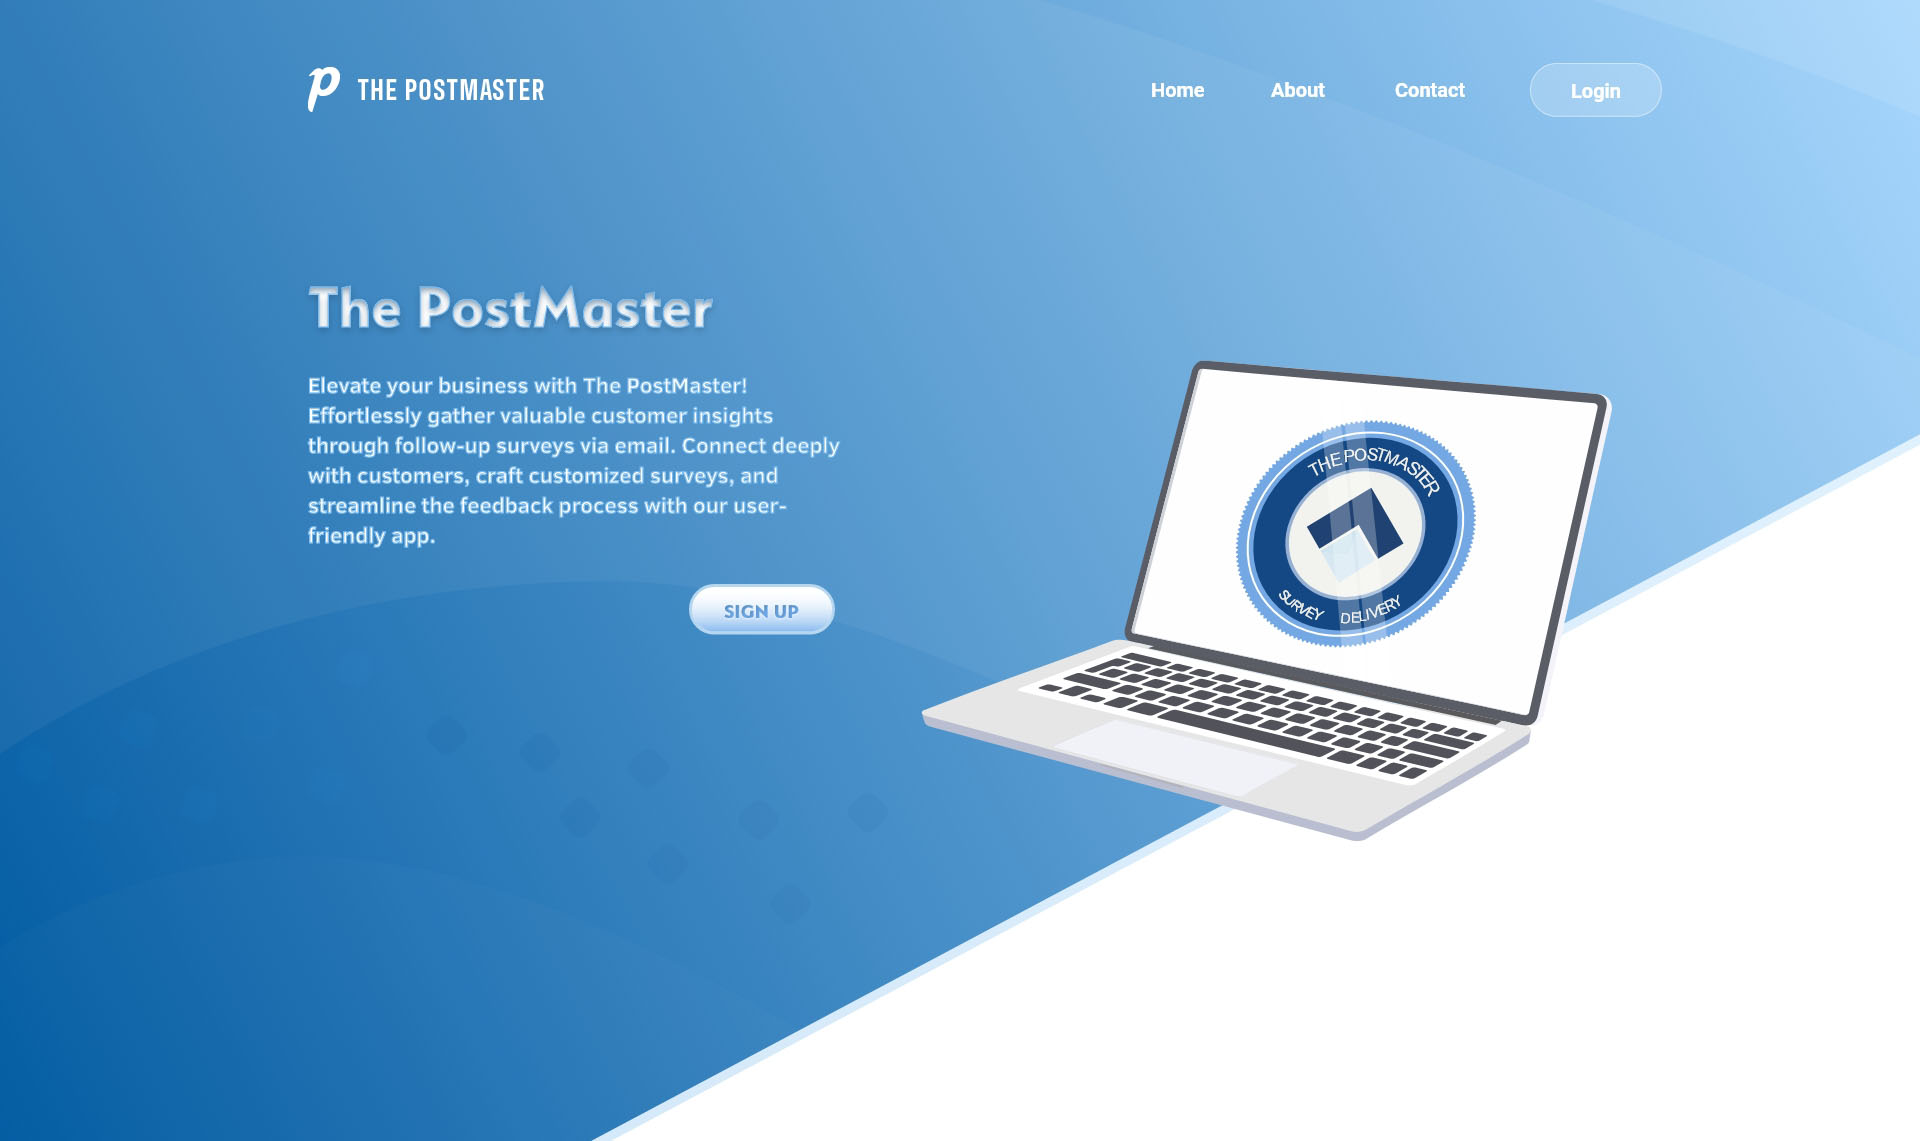 p THE POSTMASTER
Home About Contact Login
The PostMaster
Elevate your business with The PostMaster!
Effortlessly gather valuable customer insights
through follow-up surveys via email. Connect deeply
with customers, craft customized surveys, and
streamline the feedback process with our user-
friendly app.
SIGN UP
THE POSTMASTER
SURVEY DELIVERY